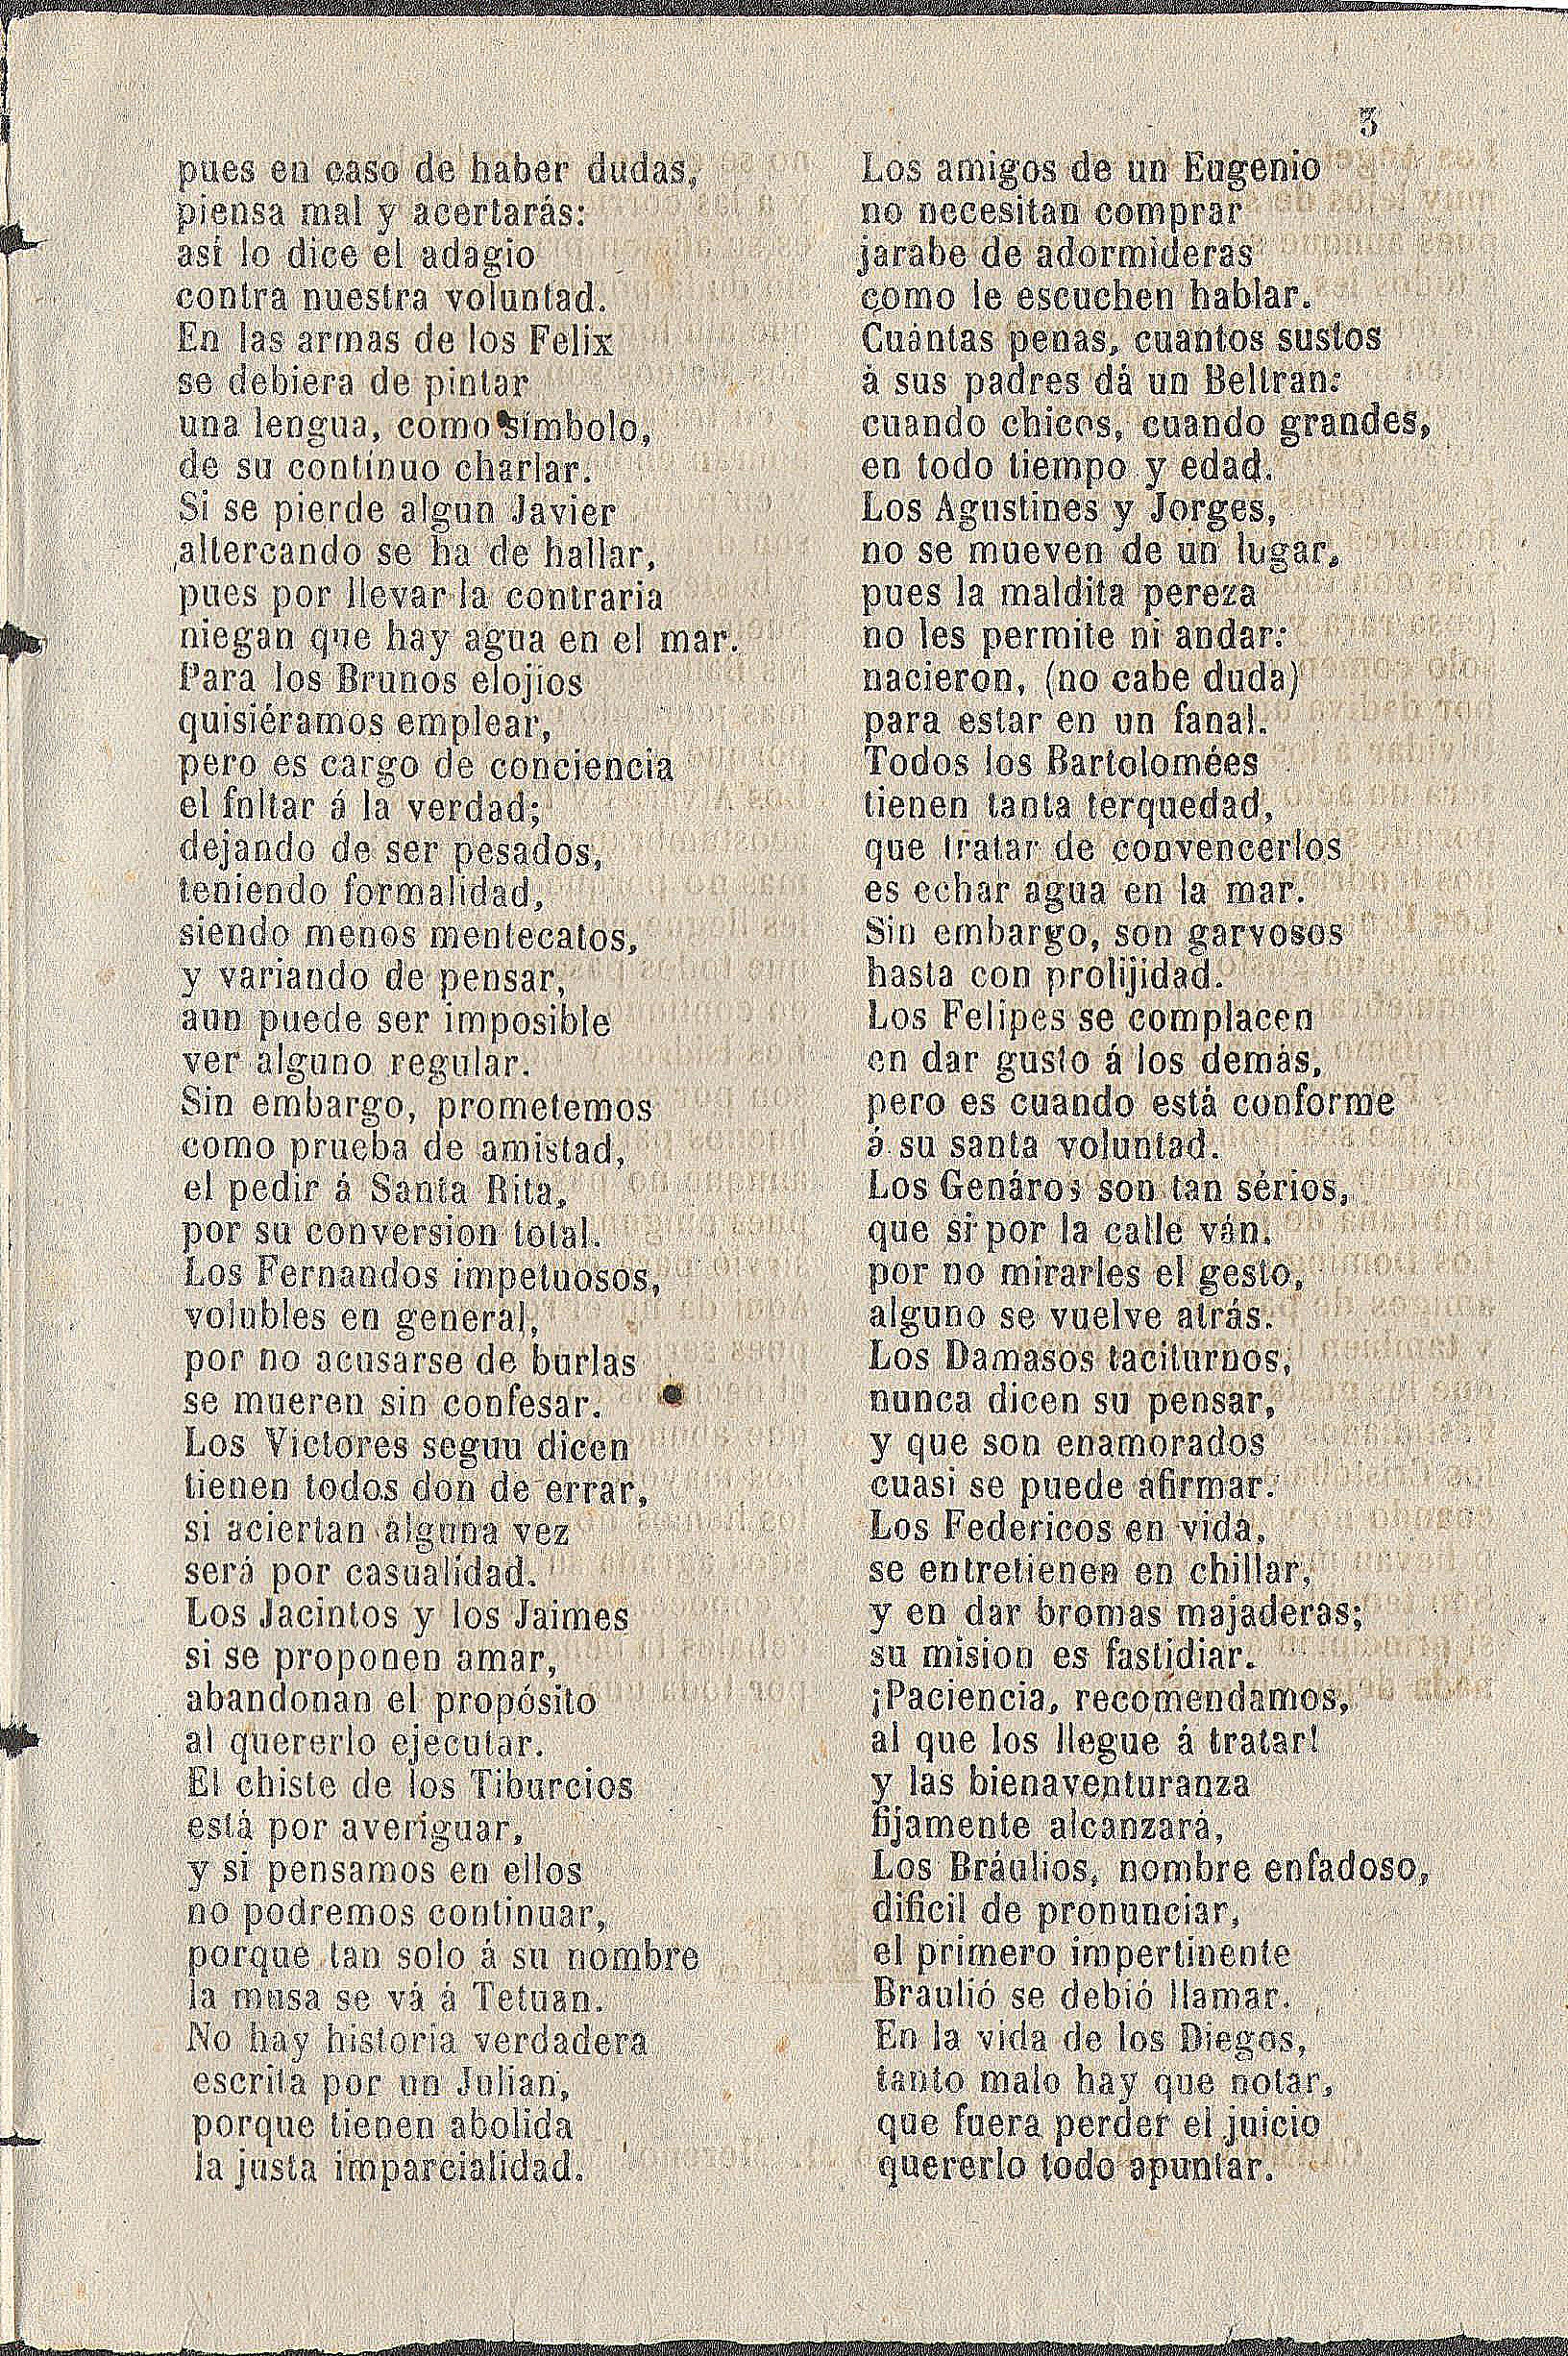 3
pues en caso de haber dudas,
piensa mal y acertarás:
así lo dice el adagio
contra nuestra voluntad.
En las armas de los Felix
se debiera de pintar
una lengua, como símbolo,
de su contínuo charlar.
Si se pierde algun Javier
altercando se ha de hallar,
pues por llevar la contraria
niegan que hay agua en el mar.
Para los Brunos elojios
quisiéramos emplear,
pero es cargo de conciencia
el faltar á la verdad;
dejando de ser pesados,
teniendo formalidad,
siendo menos mentecatos,
y variando de pensar,
aun puede ser imposible
ver alguno regular.
Sin embargo, prometemos
como prueba de amistad,
el pedir á Santa Rita,
por su conversion total.
Los Fernandos impetuosos,
volubles en general,
por no acusarse de burlas
se mueren sin confesar.
Los Victores seguu dicen
tienen todos don de errar,
si aciertan alguna vez
será por casualidad.
Los Jacintos y los Jaimes
si se proponen amar,
abandonan el propósito
al quererlo ejecutar.
El chiste de los Tiburcios
está por averiguar,
y si pensamos en ellos
no podremos continuar,
porque tan solo á su nombre
la musa se vá á Tetuan.
No hay historia verdadera
escrita por un Julian,
porque tienen abolida
la justa imparcialidad.
Los amigos de un Eugenio
no necesitan comprar
jarabe de adormideras
como le escuchen hablar.
Cuántas penas, cuantos sustos
à sus padres dá un Beltran:
cuando chicos, cuando grandes,
en todo tiempo y edad.
Los Agustines y Jorges,
no se mueven de un lugar,
pues la maldita pereza
no les permite ni andar:
nacieron, (no cabe duda)
para estar en un fanal.
Todos los Bartolomées
tienen tanta terquedad,
que tratar de convencerlos
es echar agua en la mar.
Sin embargo, son garvosos
hasta con prolijidad.
Los Felipes se complacen
en dar gusto á los demás,
pero es cuando está conforme
á su santa voluntad.
Los Genáros son tan sérios,
que si por la calle ván,
por no mirarles el gesto,
alguno se vuelve atrás.
Los Damasos taciturnos,
nunca dicen su pensar,
y que son enamorados
cuasi se puede afirmar.
Los Federicos en vida,
se entretienen en chillar,
y en dar bromas majaderas;
su mision es fastidiar.
¡Paciencia, recomendamos,
al que los llegue á tratar!
y las bienaventuranza
fijamente alcanzará,
Los Bráulios, nombre enfadoso,
dificil de pronunciar,
el primero impertinente
Braulió se debió llamar.
En la vida de los Diegos,
tanto malo hay que notar,
que fuera perder el juicio
quererlo todo apuntar.